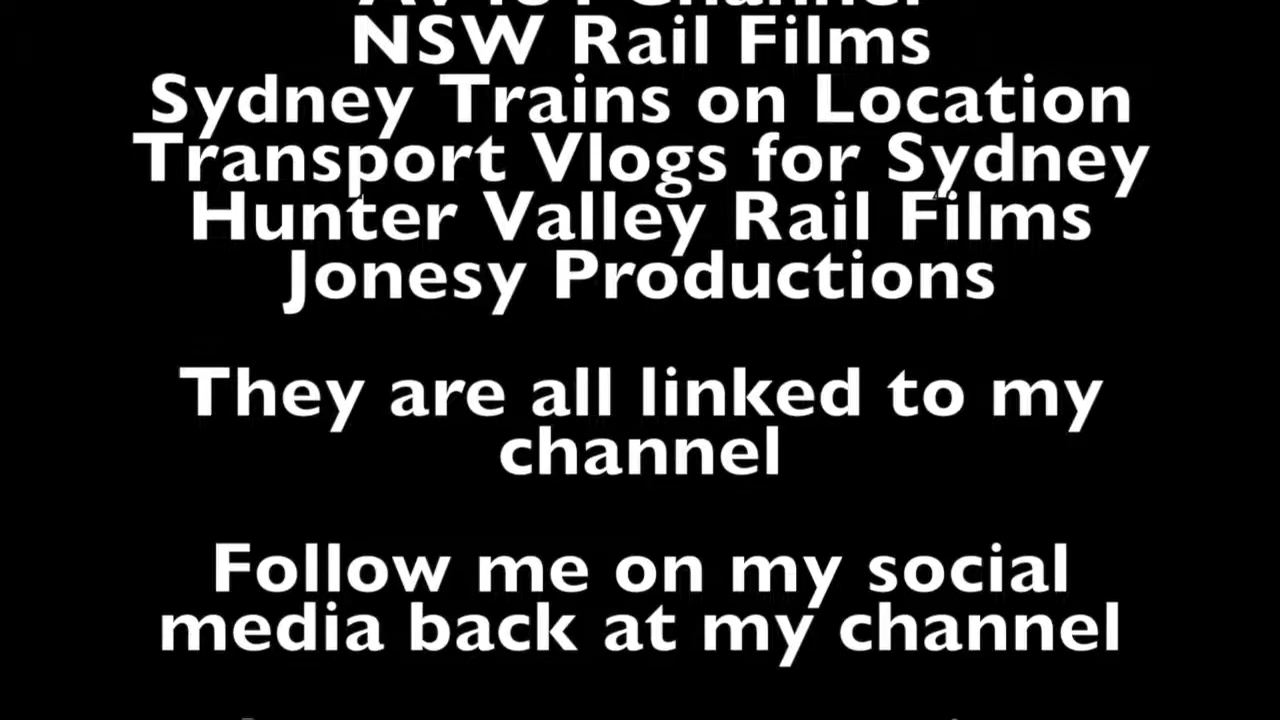 Channel
NSW Rail Films
Sydney Trains on Location
Transport Vlogs for Sydney
Hunter Valley Rail Films
Jonesy Productions
They are all linked to my
channel
Follow me on my social
media back at my channel